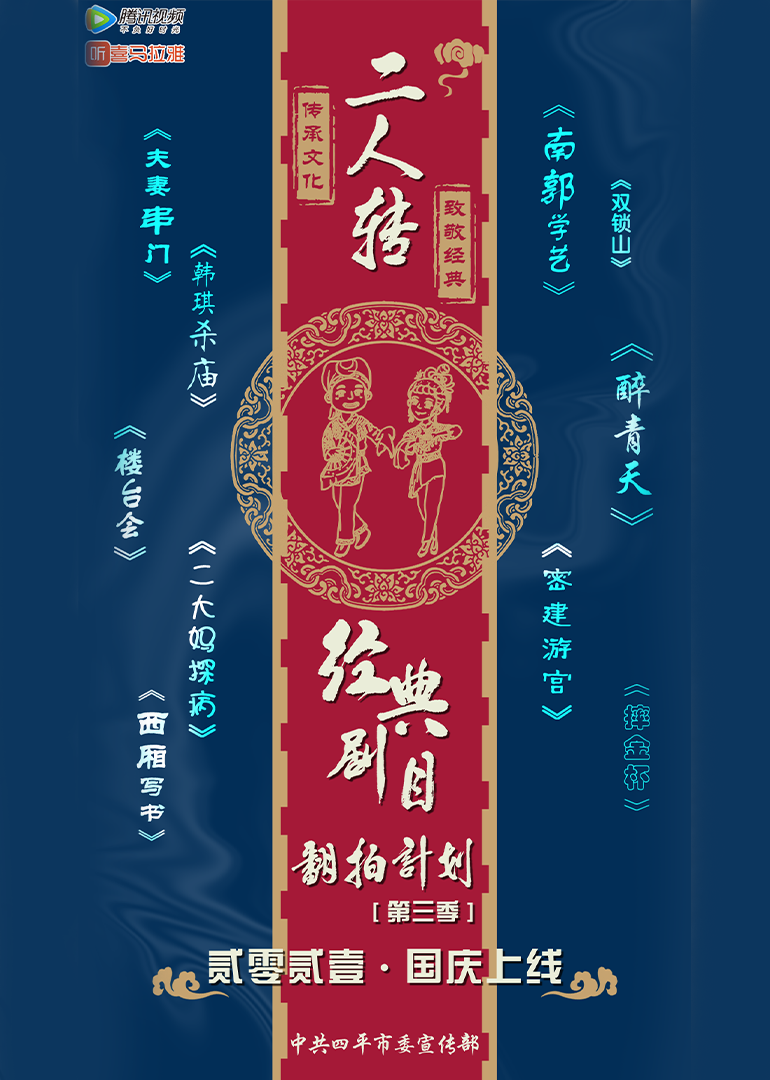 腾讯视频
不负好时光
听
喜马拉雅
二人转
传承文化
致敬经典
《夫妻串门》
《韩琪杀庙》
《楼台会》
《二大妈探病》
《西厢写书》
《南郭学艺》
《双锁山》
《醉青天》
《密建游宫》
《摔金杯》
经典剧目
翻拍計划
[第三季]
贰零贰壹·国庆上线
中共四平市委宣传部